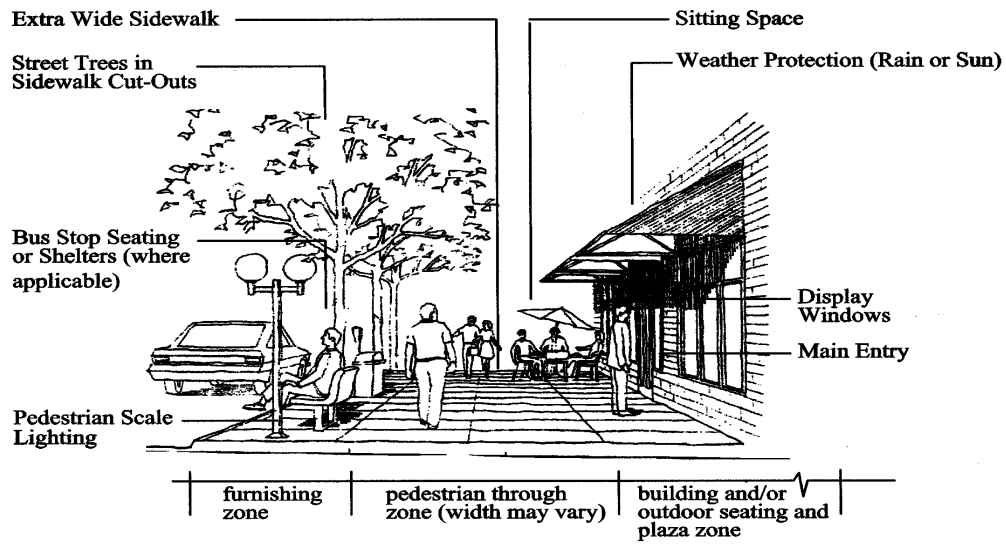 Extra Wide Sidewalk
Sitting Space
Street Trees in
Sidewalk Cut-Outs
Weather Protection (Rain or Sun)
Bus Stop Seating
or Shelters (where
applicable)
Display
Windows
Main Entry
Pedestrian Scale
Lighting
furnishing
zone
pedestrian through
zone (width may vary)
building and/or
outdoor seating and
plaza zone